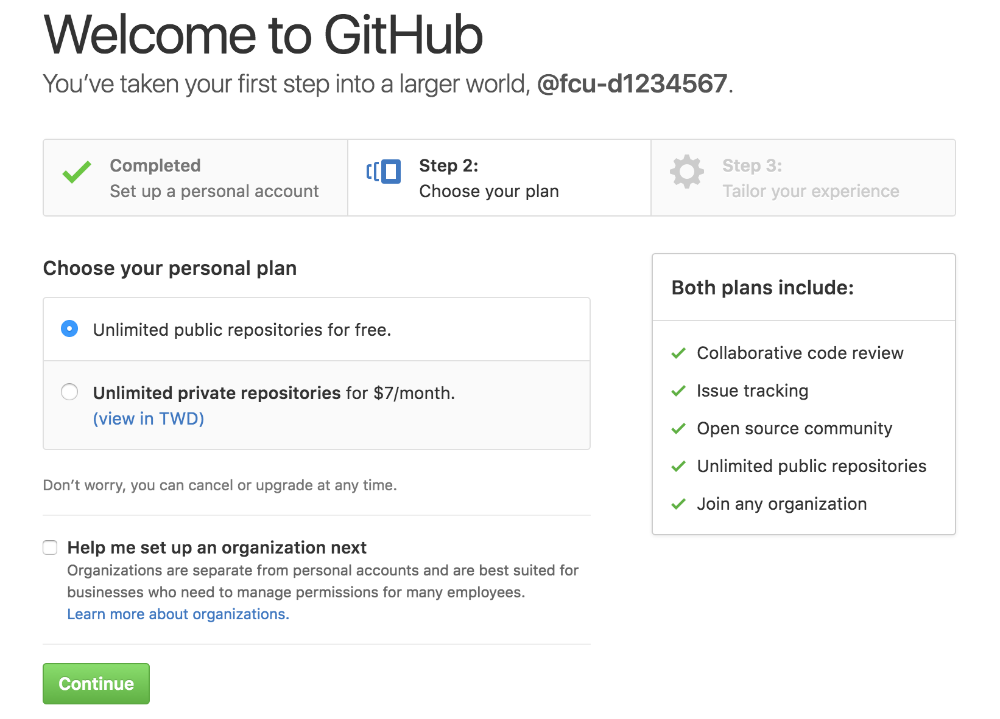 Welcome to GitHub
You’ve taken your first step into a larger world, @fcu-d1234567.
Completed
Set up a personal account
Step 2:
Choose your plan
Step 3:
Tailor your experience
Choose your personal plan
Unlimited public repositories for free.
Unlimited private repositories for $7/month.
(view in TWD)
Don’t worry, you can cancel or upgrade at any time.
Help me set up an organization next
Organizations are separate from personal accounts and are best suited for
businesses who need to manage permissions for many employees.
Learn more about organizations.
Continue
Both plans include:
Collaborative code review
Issue tracking
Open source community
Unlimited public repositories
Join any organization